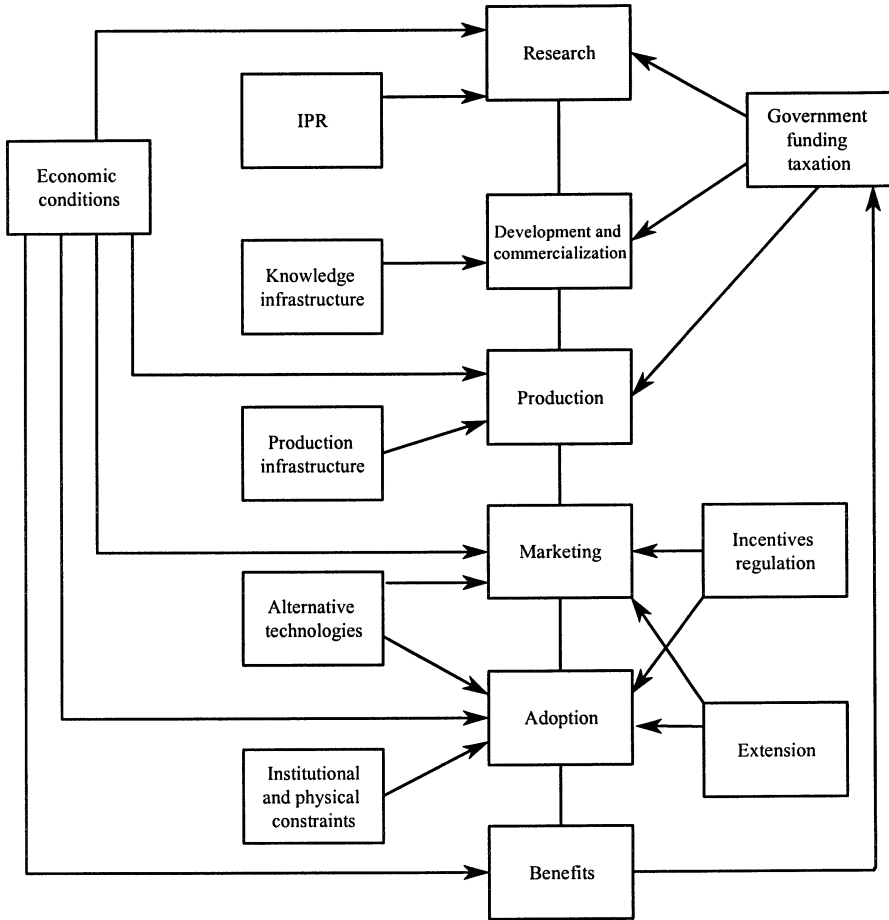 Research
IPR
Government
funding
taxation
Economic
conditions
Development and
commercialization
Knowledge
infrastructure
Production
Production
infrastructure
Marketing
Incentives
regulation
Alternative
technologies
Adoption
Extension
Institutional
and physical
constraints
Benefits